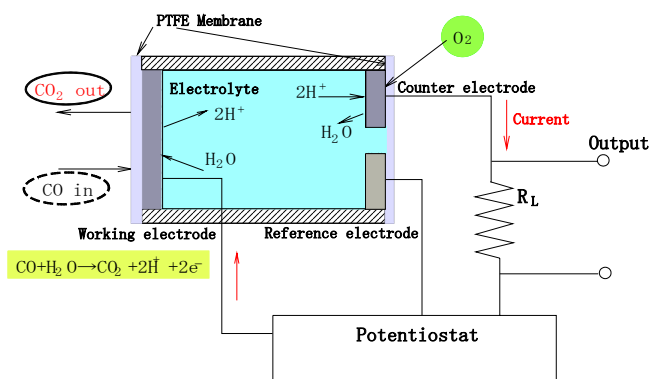 PTFE Membrane
O₂
CO₂ out
Electrolyte
2H⁺
2H⁺
Counter electrode
H₂O
Current
Output
H₂O
CO in
R_L
Working electrode
Reference electrode
CO+H₂O→CO₂ +2H⁺ +2e⁻
Potentiostat